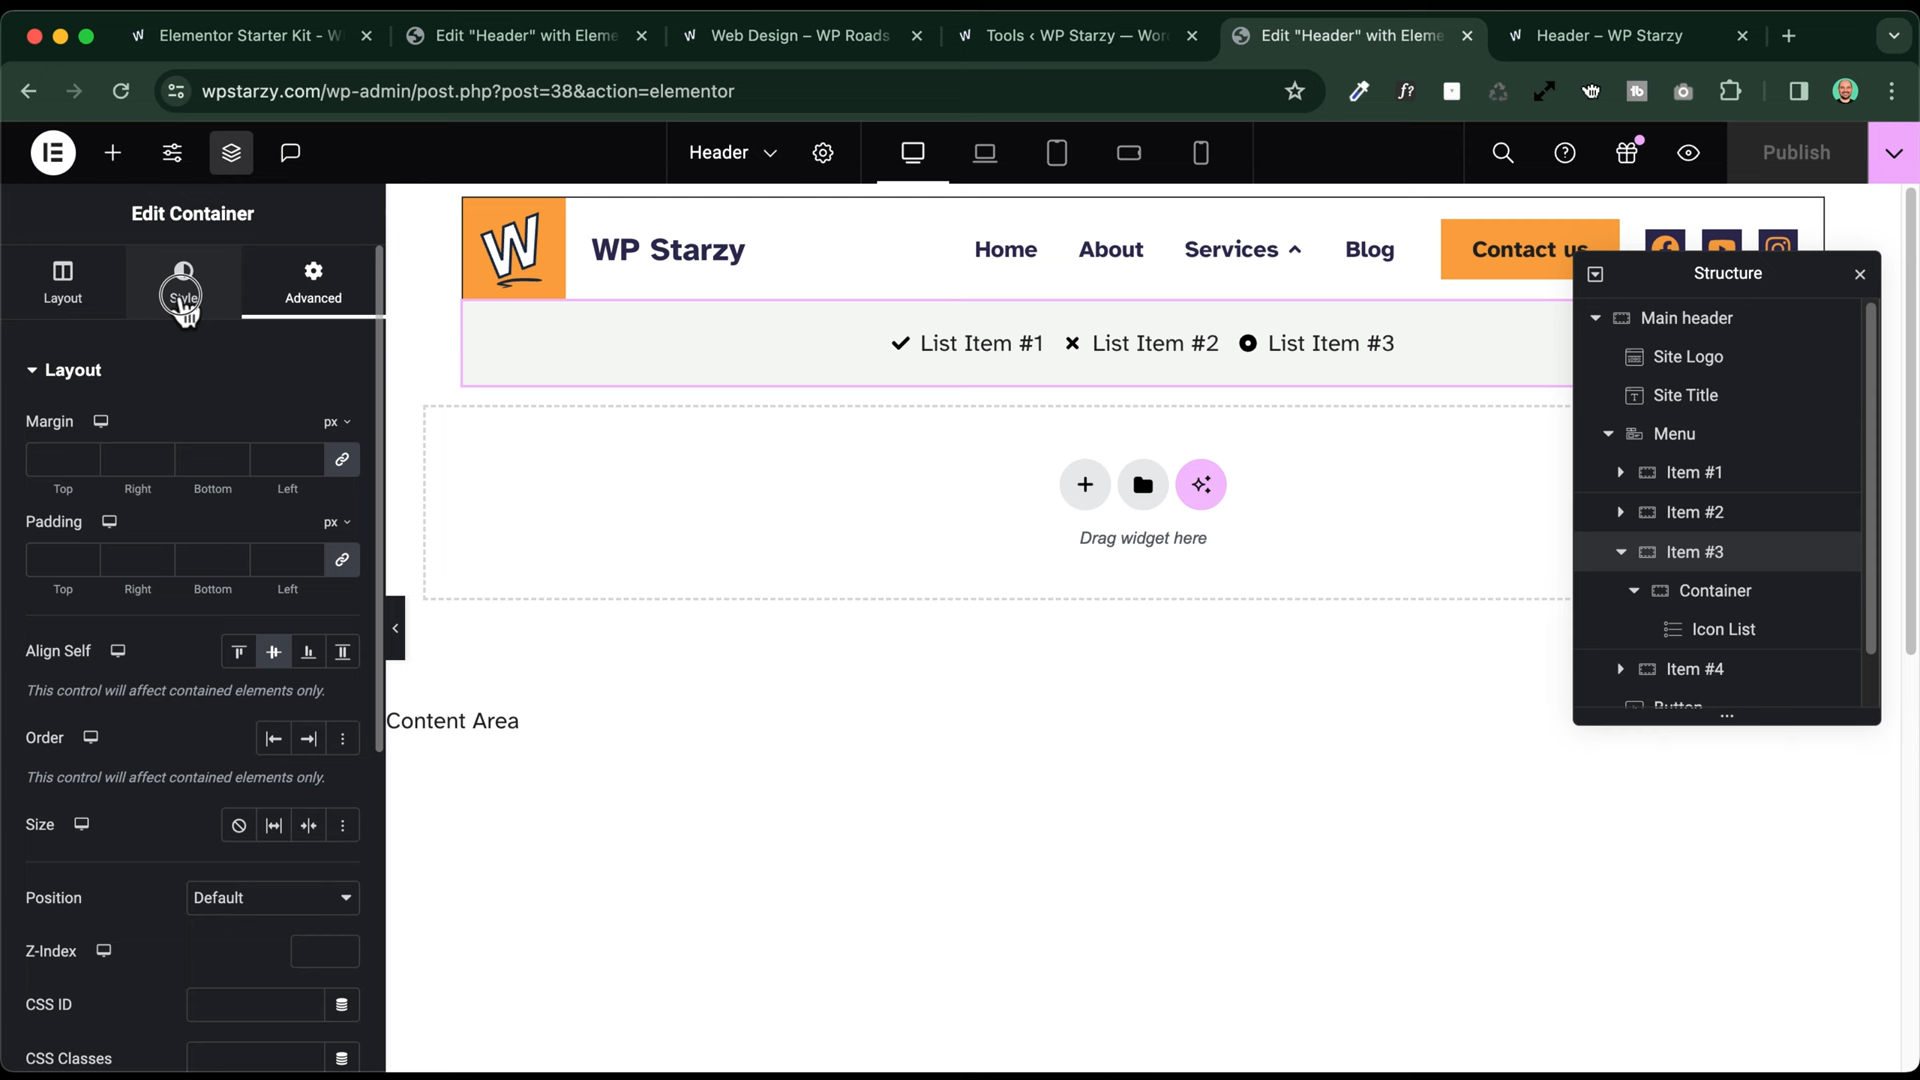 Elementor Starter Kit - W
Edit "Header" with Eleme
Web Design – WP Roads
Tools ‹ WP Starzy — Wor
Edit "Header" with Eleme
Header – WP Starzy
wpstarzy.com/wp-admin/post.php?post=38&action=elementor
Header
Publish
Edit Container
Layout
Style
Advanced
Layout
Margin
px
Top Right Bottom Left
Padding
px
Top Right Bottom Left
Align Self
This control will affect contained elements only.
Order
This control will affect contained elements only.
Size
Position
Default
Z-Index
CSS ID
CSS Classes
W
WP Starzy
Home
About
Services
Blog
Contact us
List Item #1
List Item #2
List Item #3
Drag widget here
Content Area
Structure
Main header
Site Logo
Site Title
Menu
Item #1
Item #2
Item #3
Container
Icon List
Item #4
Button